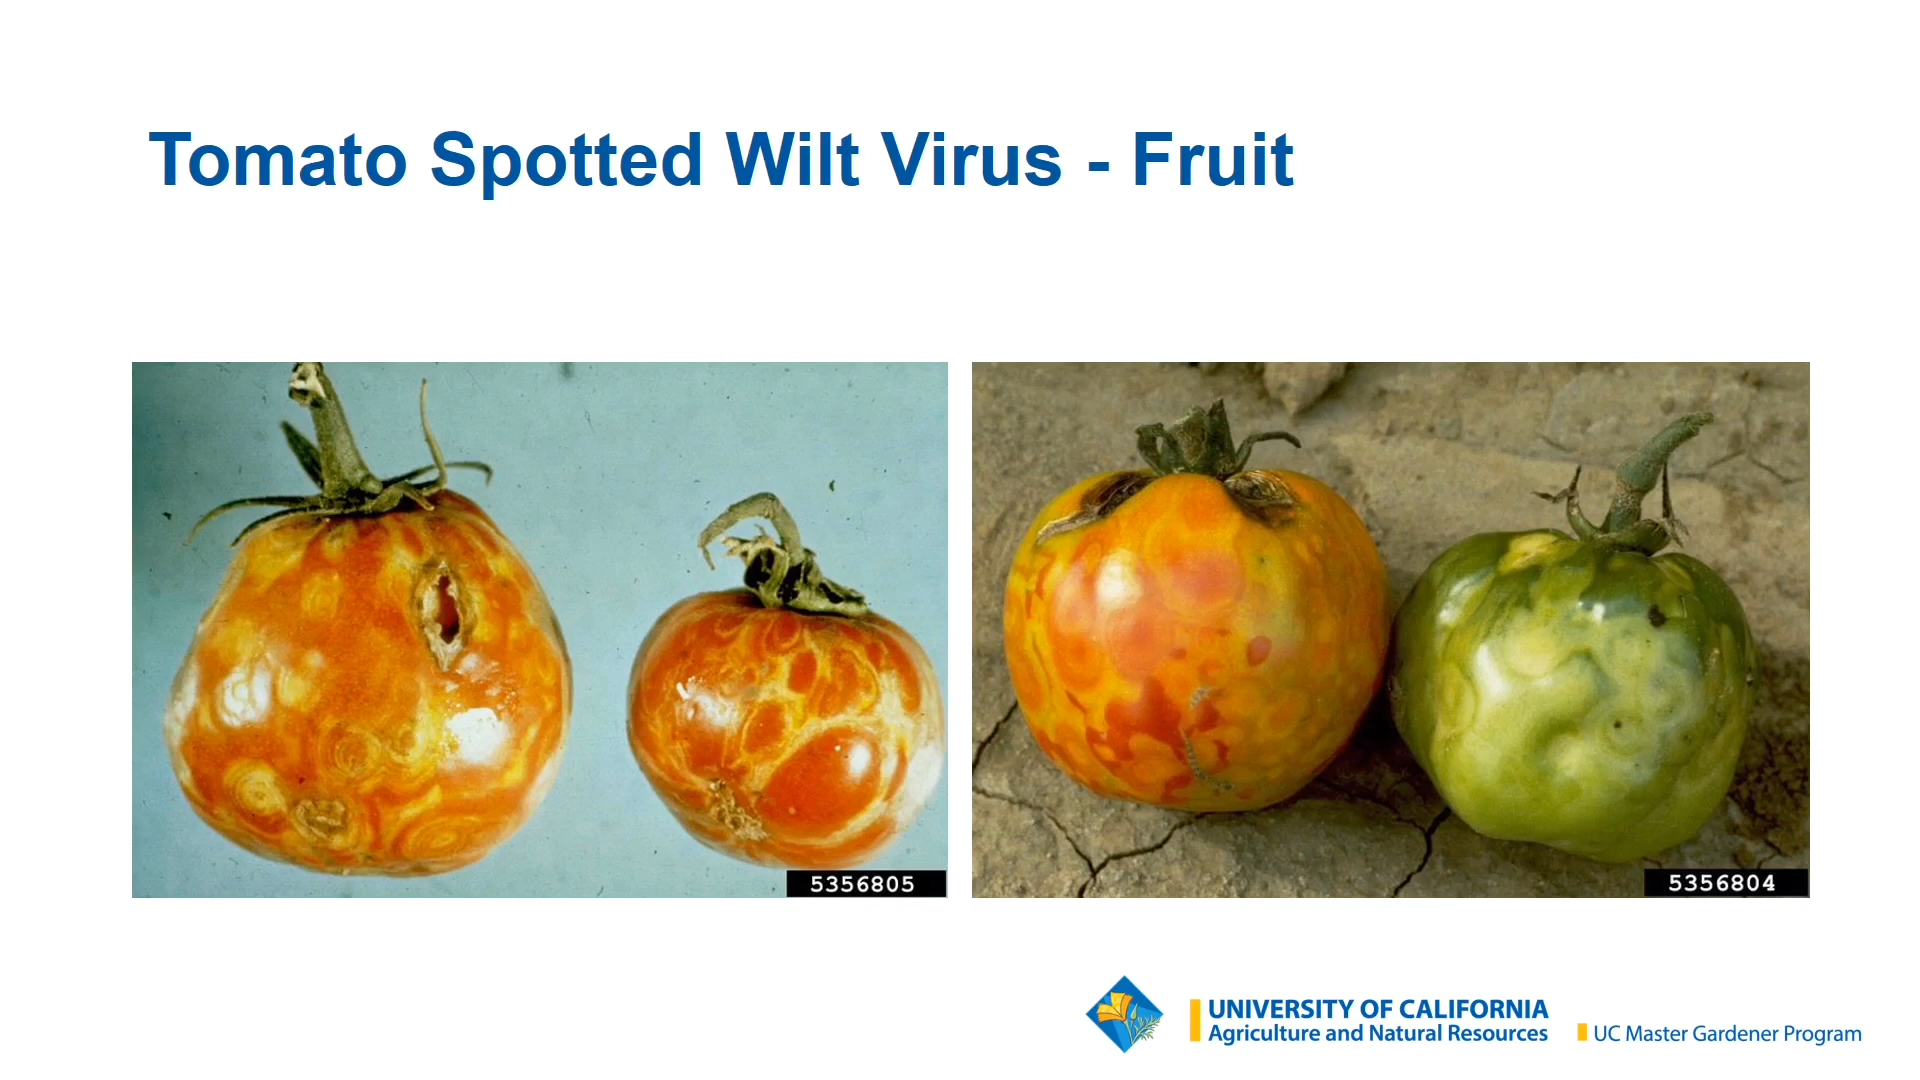 Tomato Spotted Wilt Virus - Fruit
5356805
5356804
UNIVERSITY OF CALIFORNIA
Agriculture and Natural Resources
UC Master Gardener Program